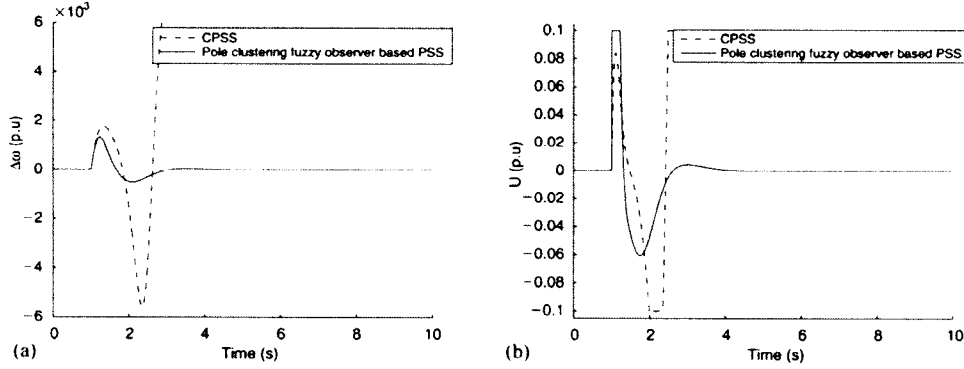 ×10³
6
4
2
0
−2
−4
−6
Δω (p.u)
0 2 4 6 8 10
Time (s)
(a)
CPSS
Pole clustering fuzzy observer based PSS
0.1
0.08
0.06
0.04
0.02
0
−0.02
−0.04
−0.06
−0.08
−0.1
U (p.u)
0 2 4 6 8 10
Time (s)
(b)
CPSS
Pole clustering fuzzy observer based PSS